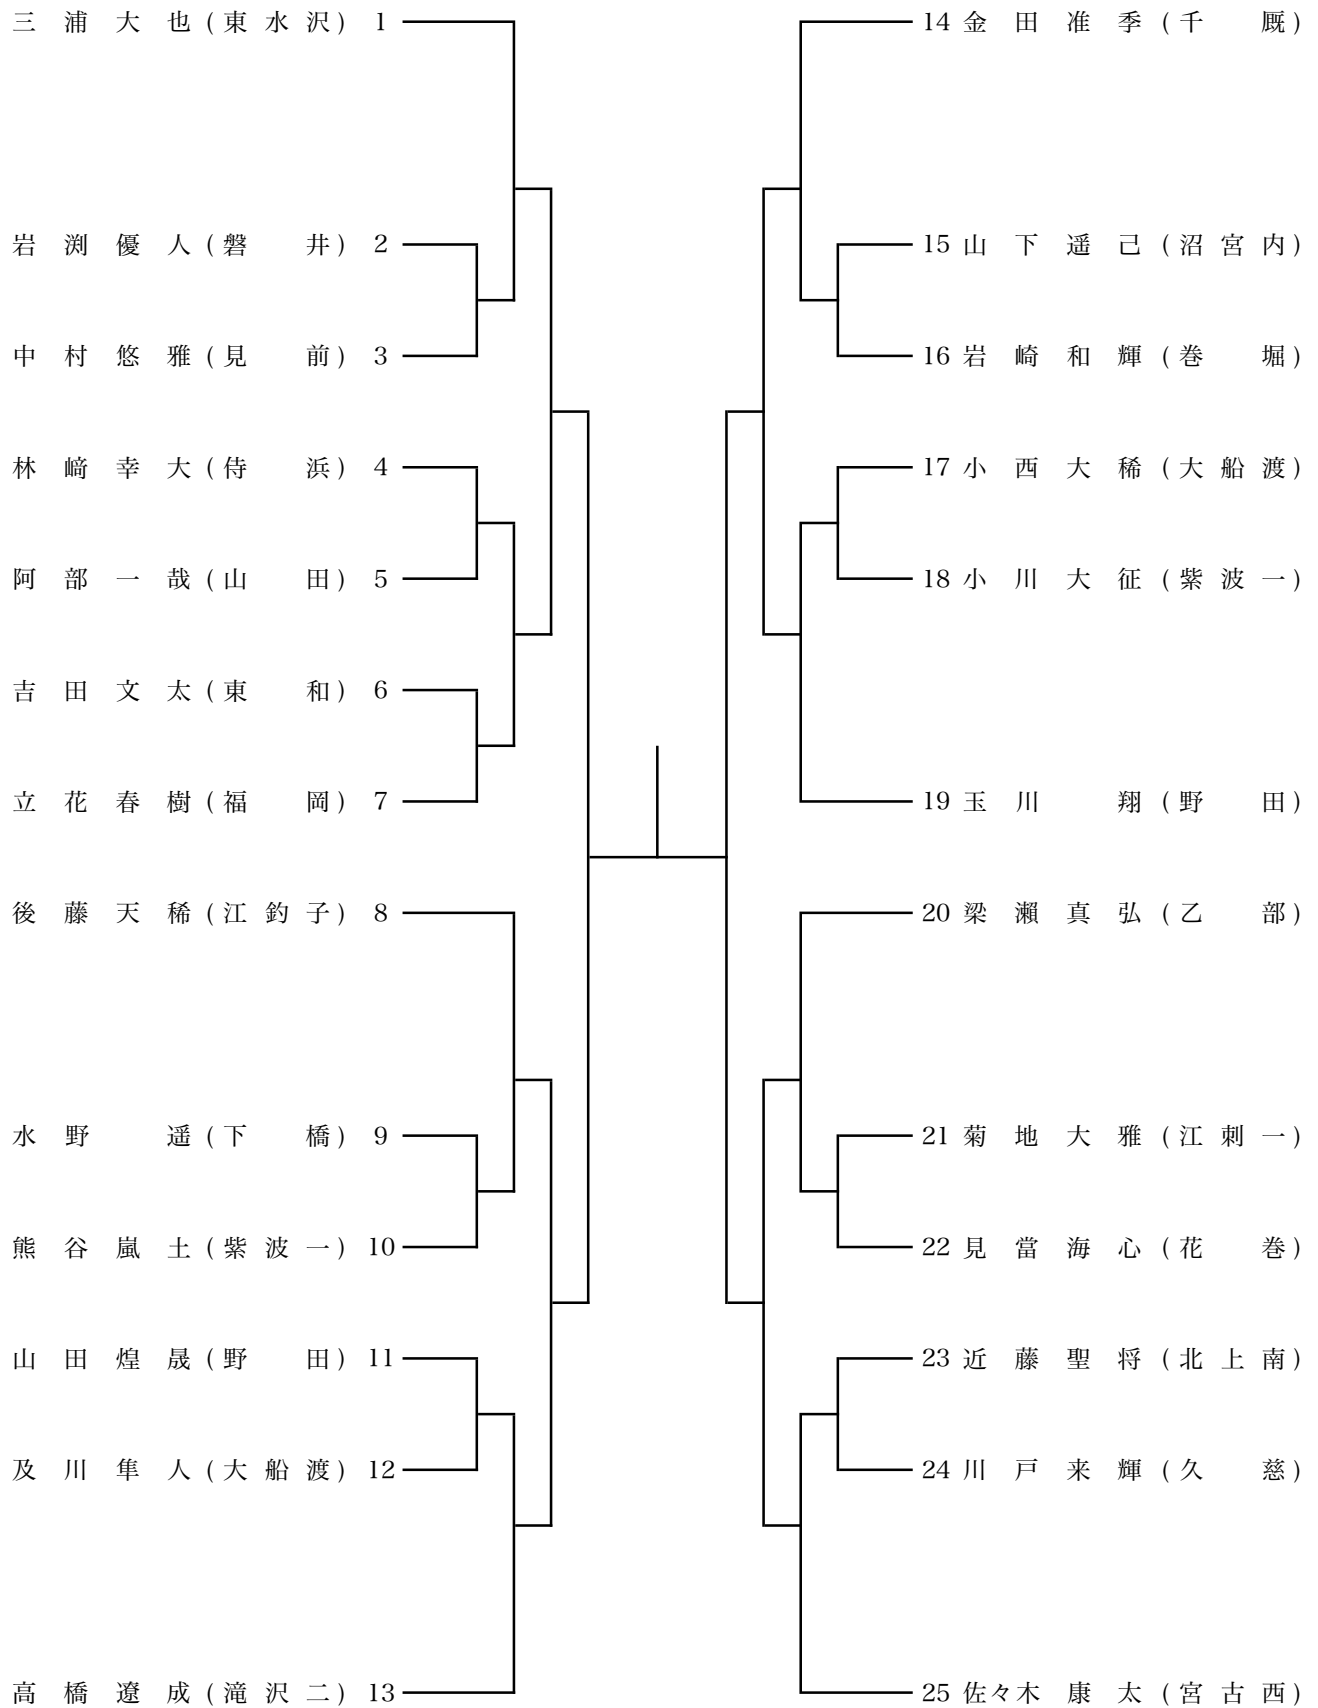 三浦大也(東水沢) 1
岩渕優人(磐井) 2
中村悠雅(見前) 3
林﨑幸大(侍浜) 4
阿部一哉(山田) 5
吉田文太(東和) 6
立花春樹(福岡) 7
後藤天稀(江釣子) 8
水野遥(下橋) 9
熊谷嵐士(紫波一) 10
山田煌晟(野田) 11
及川隼人(大船渡) 12
高橋遼成(滝沢二) 13
14 金田准季(千厩)
15 山下遥己(沼宮内)
16 岩崎和輝(巻堀)
17 小西大稀(大船渡)
18 小川大征(紫波一)
19 玉川翔(野田)
20 梁瀬真弘(乙部)
21 菊地大雅(江刺一)
22 見當海心(花巻)
23 近藤聖将(北上南)
24 川戸来輝(久慈)
25 佐々木康太(宮古西)